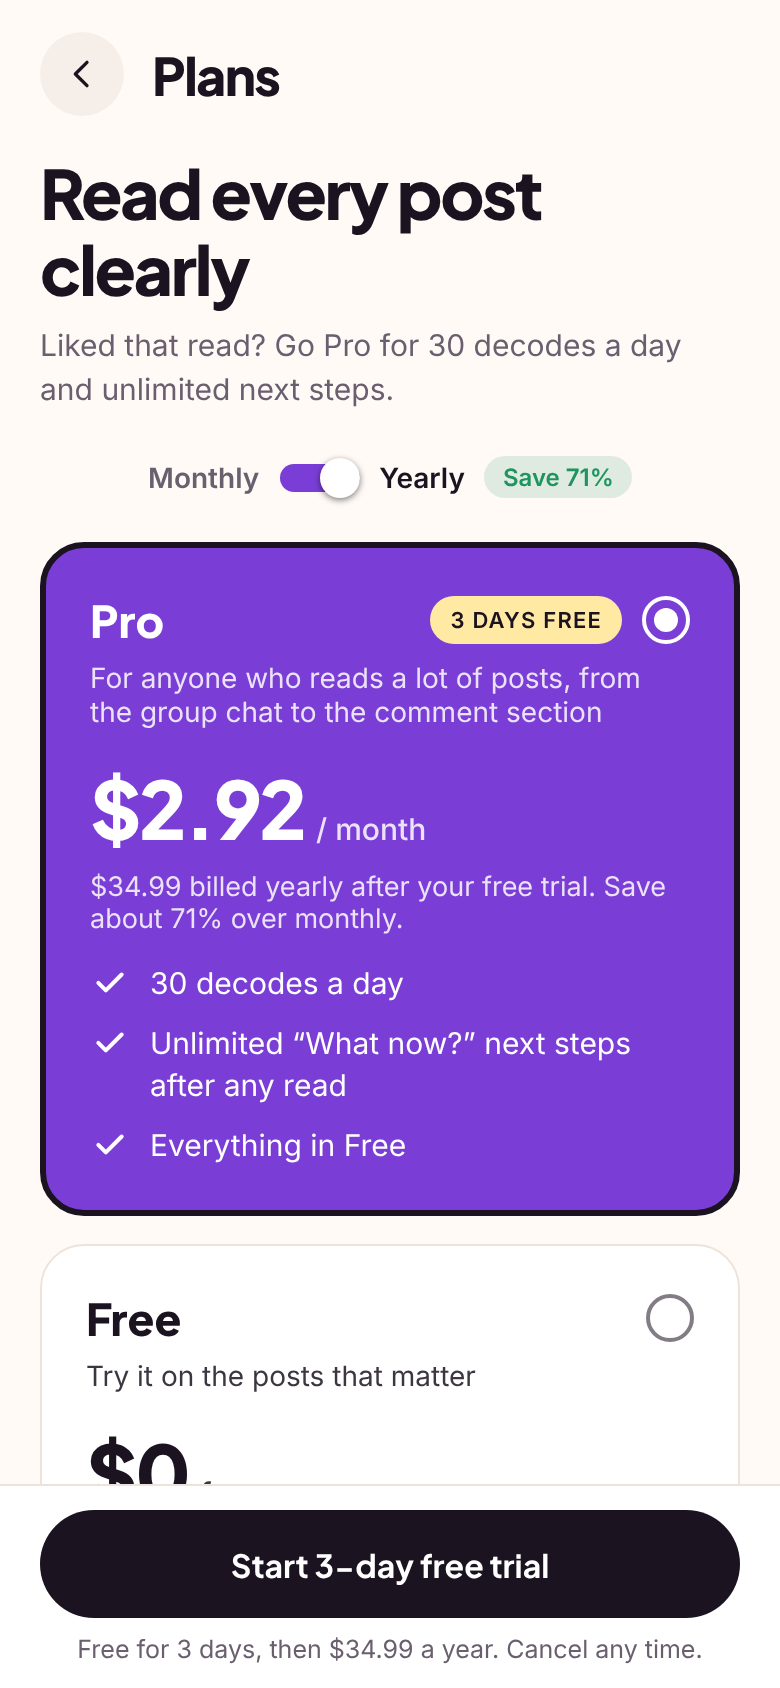 Plans
Read every post
clearly
Liked that read? Go Pro for 30 decodes a day
and unlimited next steps.
Monthly Yearly Save 71%
Pro 3 DAYS FREE
For anyone who reads a lot of posts, from
the group chat to the comment section
$2.92 / month
$34.99 billed yearly after your free trial. Save
about 71% over monthly.
30 decodes a day
Unlimited “What now?” next steps
after any read
Everything in Free
Free
Try it on the posts that matter
$0
Start 3-day free trial
Free for 3 days, then $34.99 a year. Cancel any time.